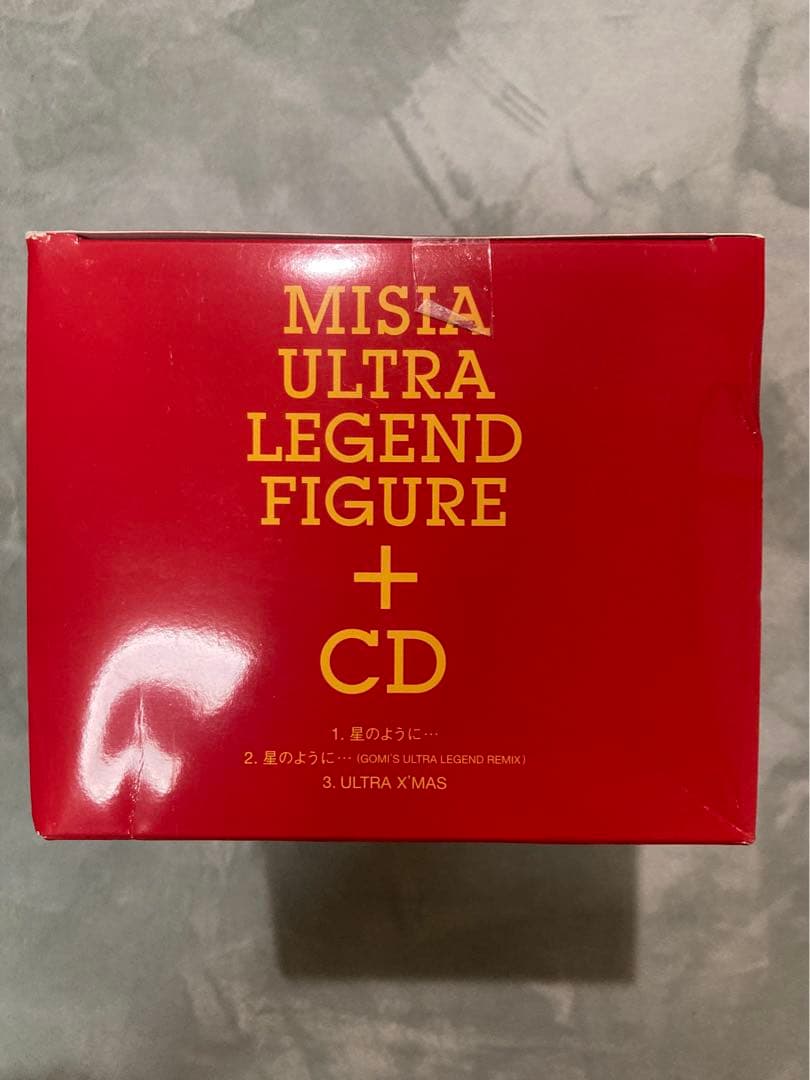 MISIA
ULTRA
LEGEND
FIGURE
+
CD
1. 星のように…
2. 星のように… (GOMI'S ULTRA LEGEND REMIX)
3. ULTRA X'MAS